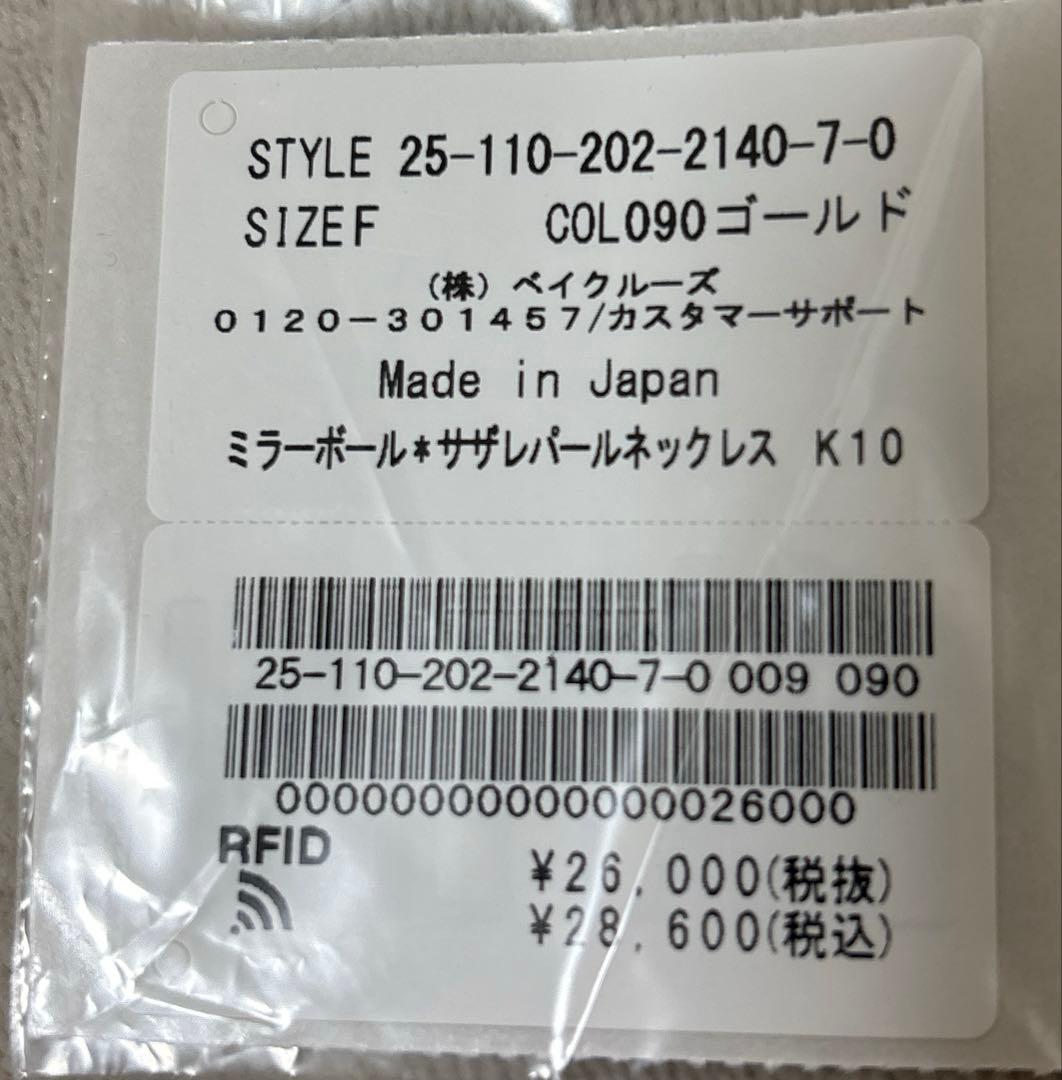 STYLE 25-110-202-2140-7-0
SIZE F COL090ゴールド
(株) ベイクルーズ
0120-301457/カスタマーサポート
Made in Japan
ミラーボール*サザレパールネックレス K10
25-110-202-2140-7-0 009 090
00000000000000026000
RFID
¥26,000(税抜)
¥28,600(税込)